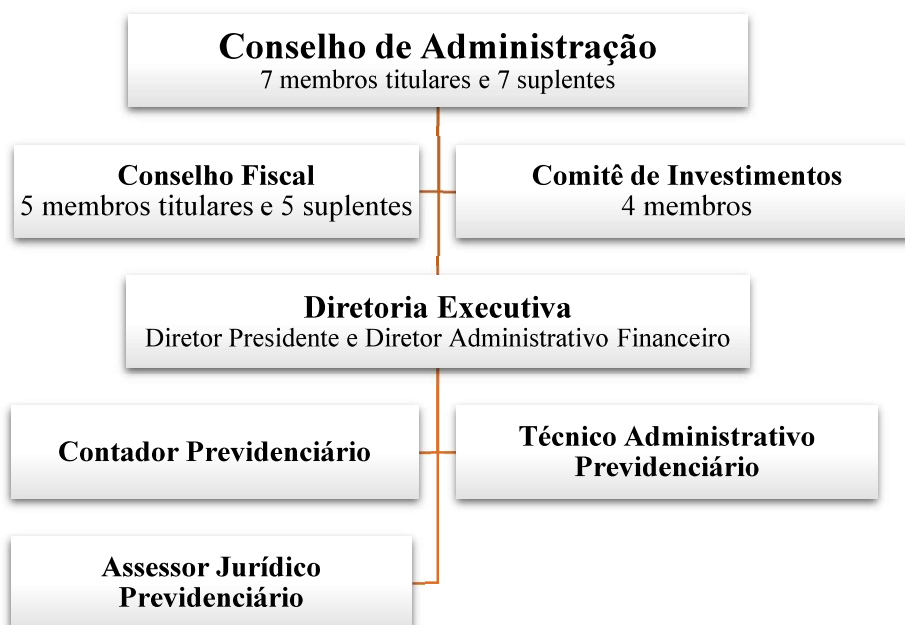 Conselho de Administração
7 membros titulares e 7 suplentes
Conselho Fiscal
5 membros titulares e 5 suplentes
Comitê de Investimentos
4 membros
Diretoria Executiva
Diretor Presidente e Diretor Administrativo Financeiro
Contador Previdenciário
Técnico Administrativo
Previdenciário
Assessor Jurídico
Previdenciário